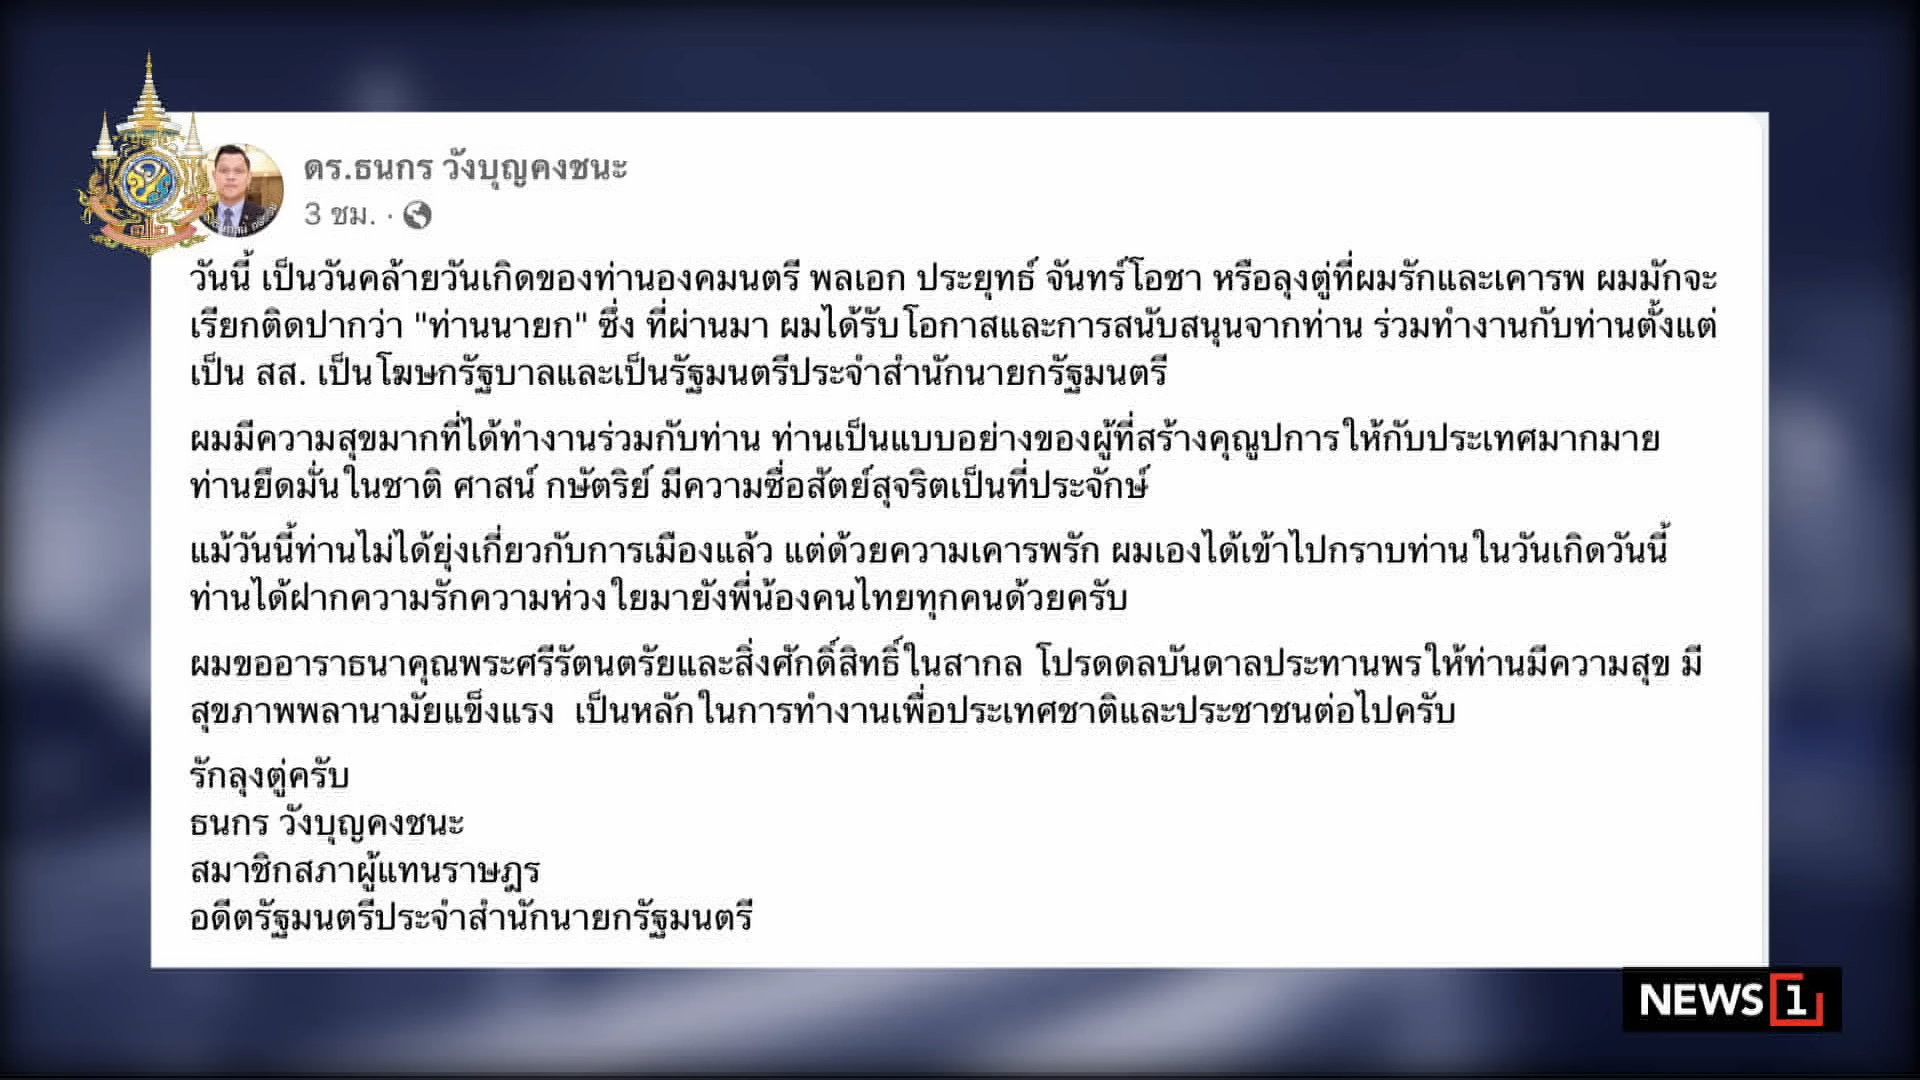 ดร.ธนกร วังบุญคงชนะ
3 ชม. ·
วันนี้ เป็นวันคล้ายวันเกิดของท่านองคมนตรี พลเอก ประยุทธ์ จันทร์โอชา หรือลุงตู่ที่ผมรักและเคารพ ผมมักจะ
เรียกติดปากว่า "ท่านนายก" ซึ่ง ที่ผ่านมา ผมได้รับโอกาสและการสนับสนุนจากท่าน ร่วมทำงานกับท่านตั้งแต่
เป็น สส. เป็นโฆษกรัฐบาลและเป็นรัฐมนตรีประจำสำนักนายกรัฐมนตรี
ผมมีความสุขมากที่ได้ทำงานร่วมกับท่าน ท่านเป็นแบบอย่างของผู้ที่สร้างคุณูปการให้กับประเทศมากมาย
ท่านยึดมั่นในชาติ ศาสน์ กษัตริย์ มีความซื่อสัตย์สุจริตเป็นที่ประจักษ์
แม้วันนี้ท่านไม่ได้ยุ่งเกี่ยวกับการเมืองแล้ว แต่ด้วยความเคารพรัก ผมเองได้เข้าไปกราบท่านในวันเกิดวันนี้
ท่านได้ฝากความรักความห่วงใยมายังพี่น้องคนไทยทุกคนด้วยครับ
ผมขออาราธนาคุณพระศรีรัตนตรัยและสิ่งศักดิ์สิทธิ์ในสากล โปรดดลบันดาลประทานพรให้ท่านมีความสุข มี
สุขภาพพลานามัยแข็งแรง เป็นหลักในการทำงานเพื่อประเทศชาติและประชาชนต่อไปครับ
รักลุงตู่ครับ
ธนกร วังบุญคงชนะ
สมาชิกสภาผู้แทนราษฎร
อดีตรัฐมนตรีประจำสำนักนายกรัฐมนตรี
NEWS 1